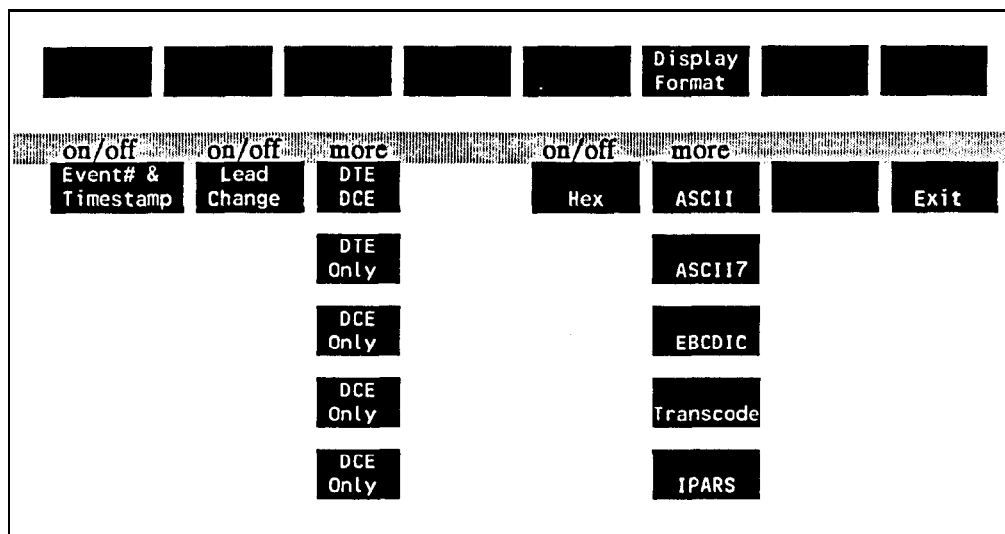 Display
Format
on/off on/off more on/off more
Event# & Lead DTE
Timestamp Change DCE Hex ASCII Exit
DTE
Only ASCII7
DCE
Only EBCDIC
DCE
Only Transcode
DCE
Only IPARS